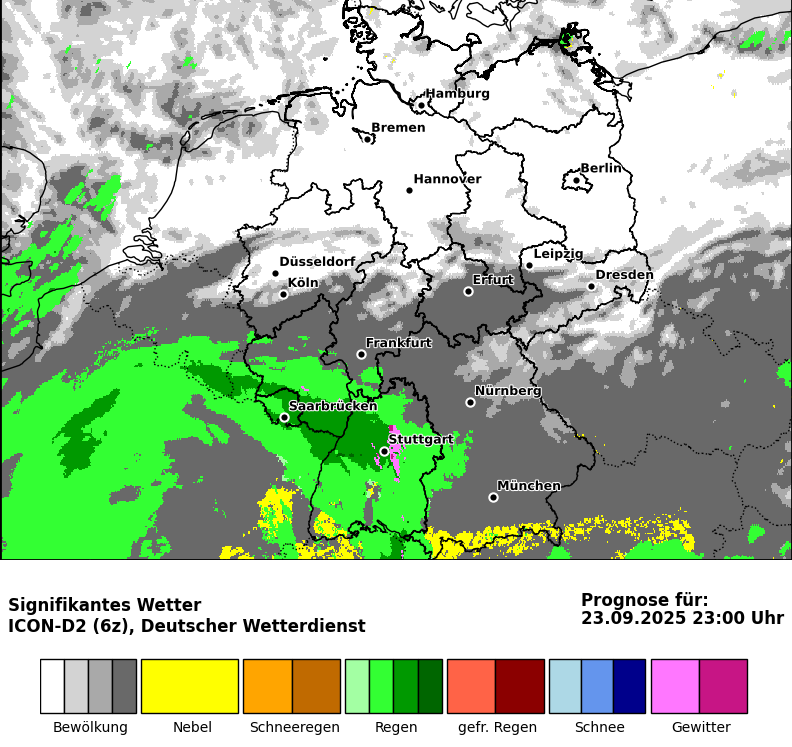 Hamburg
Bremen
Berlin
Hannover
Leipzig
Düsseldorf
Dresden
Köln
Erfurt
Frankfurt
Nürnberg
Saarbrücken
Stuttgart
München
Signifikantes Wetter
ICON-D2 (6z), Deutscher Wetterdienst
Prognose für:
23.09.2025 23:00 Uhr
Bewölkung Nebel Schneeregen Regen gefr. Regen Schnee Gewitter